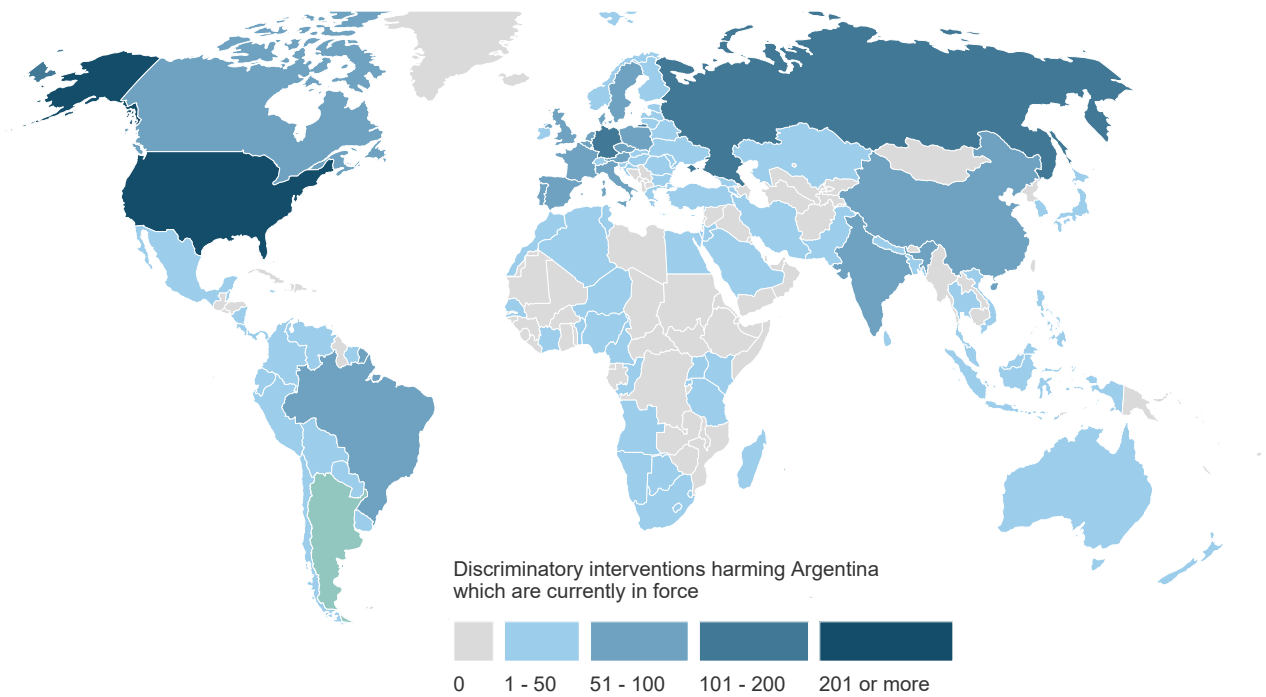 Discriminatory interventions harming Argentina
which are currently in force
0 1 - 50 51 - 100 101 - 200 201 or more